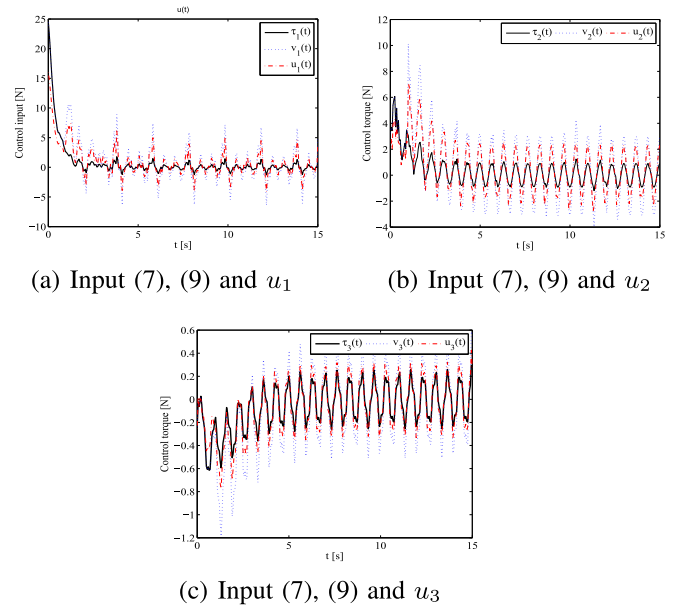 u(t)
Control input [N]
25
20
15
10
5
0
−5
−10
0 5 10 15
t [s]
τ1(t)
v1(t)
u1(t)
(a) Input (7), (9) and u1
Control torque [N]
12
10
8
6
4
2
0
−2
−4
0 5 10 15
t [s]
τ2(t) v2(t) u2(t)
(b) Input (7), (9) and u2
Control torque [N]
0.6
0.4
0.2
0
−0.2
−0.4
−0.6
−0.8
−1
−1.2
0 5 10 15
t [s]
τ3(t) v3(t) u3(t)
(c) Input (7), (9) and u3